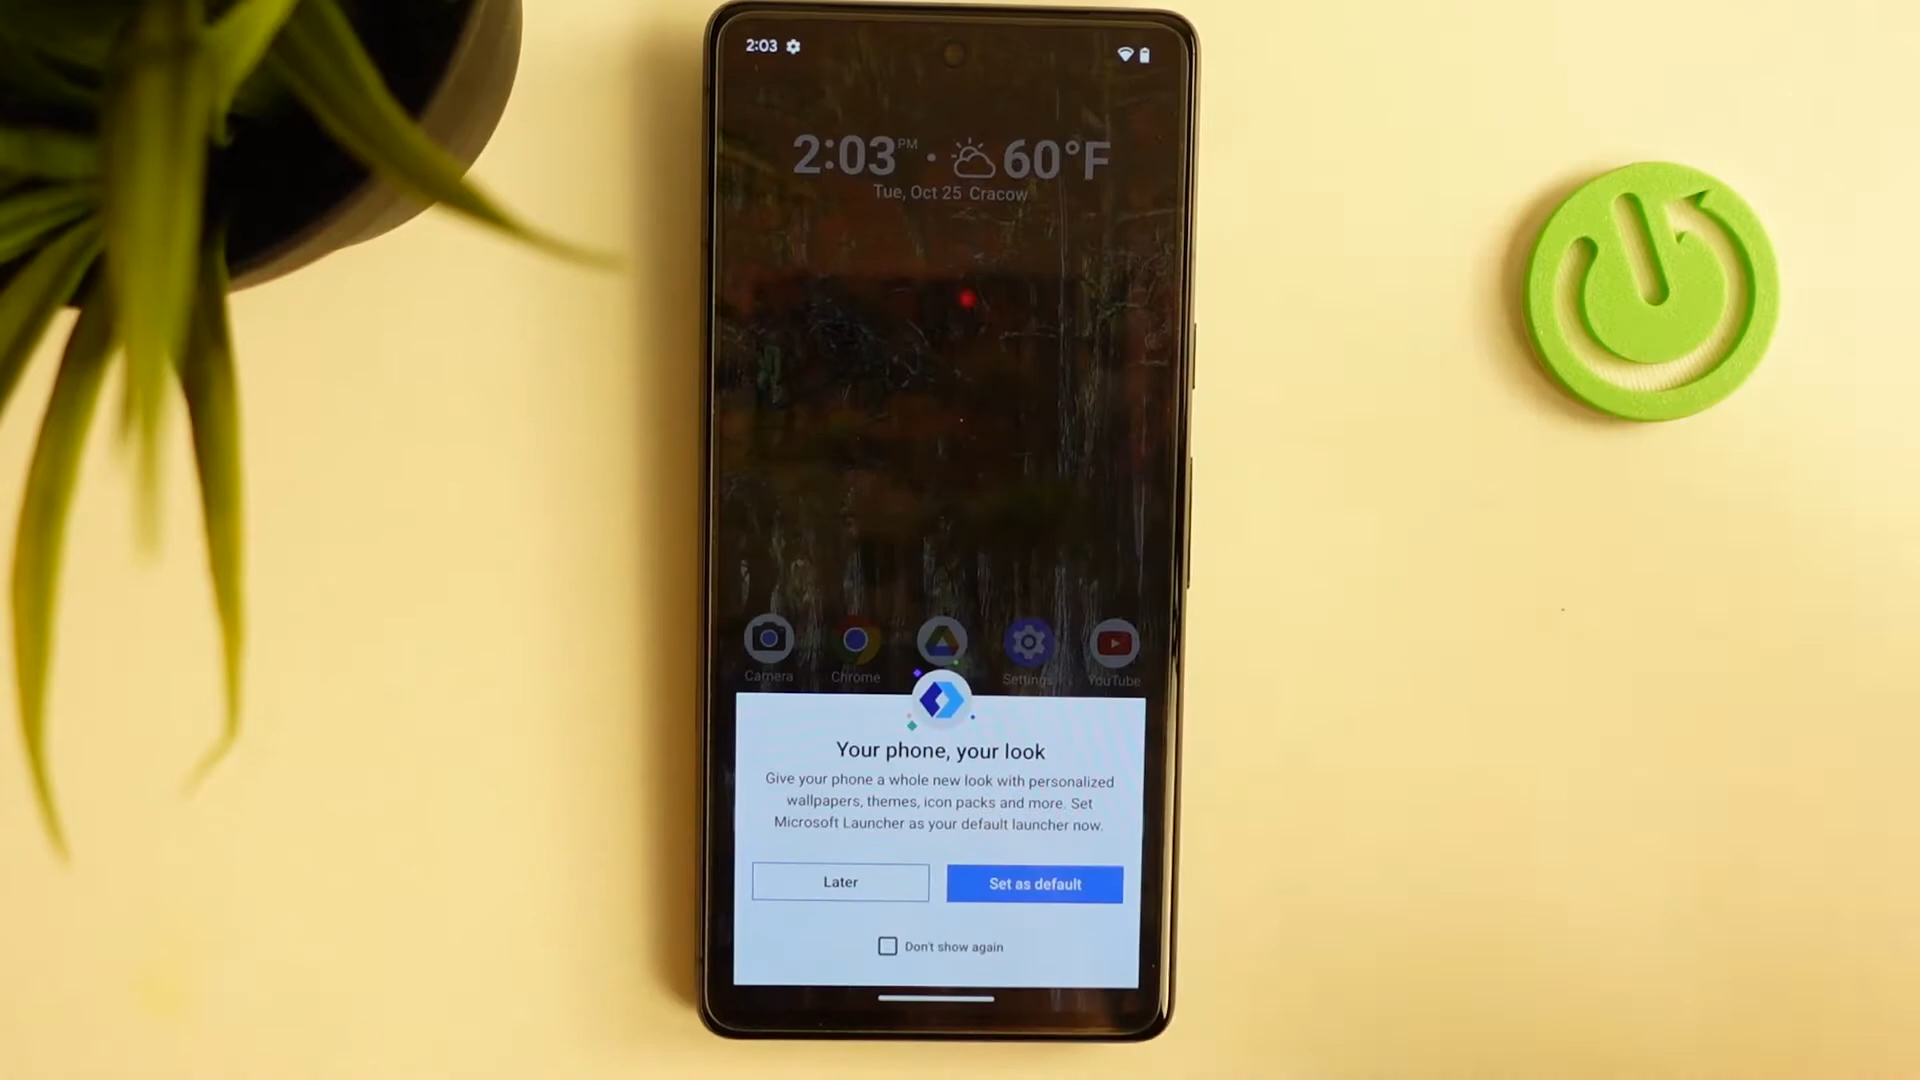 2:03
2:03 PM · 60°F
Tue, Oct 25 Cracow
Camera
Chrome
Settings
YouTube
Your phone, your look
Give your phone a whole new look with personalized
wallpapers, themes, icon packs and more. Set
Microsoft Launcher as your default launcher now.
Later
Set as default
Don't show again